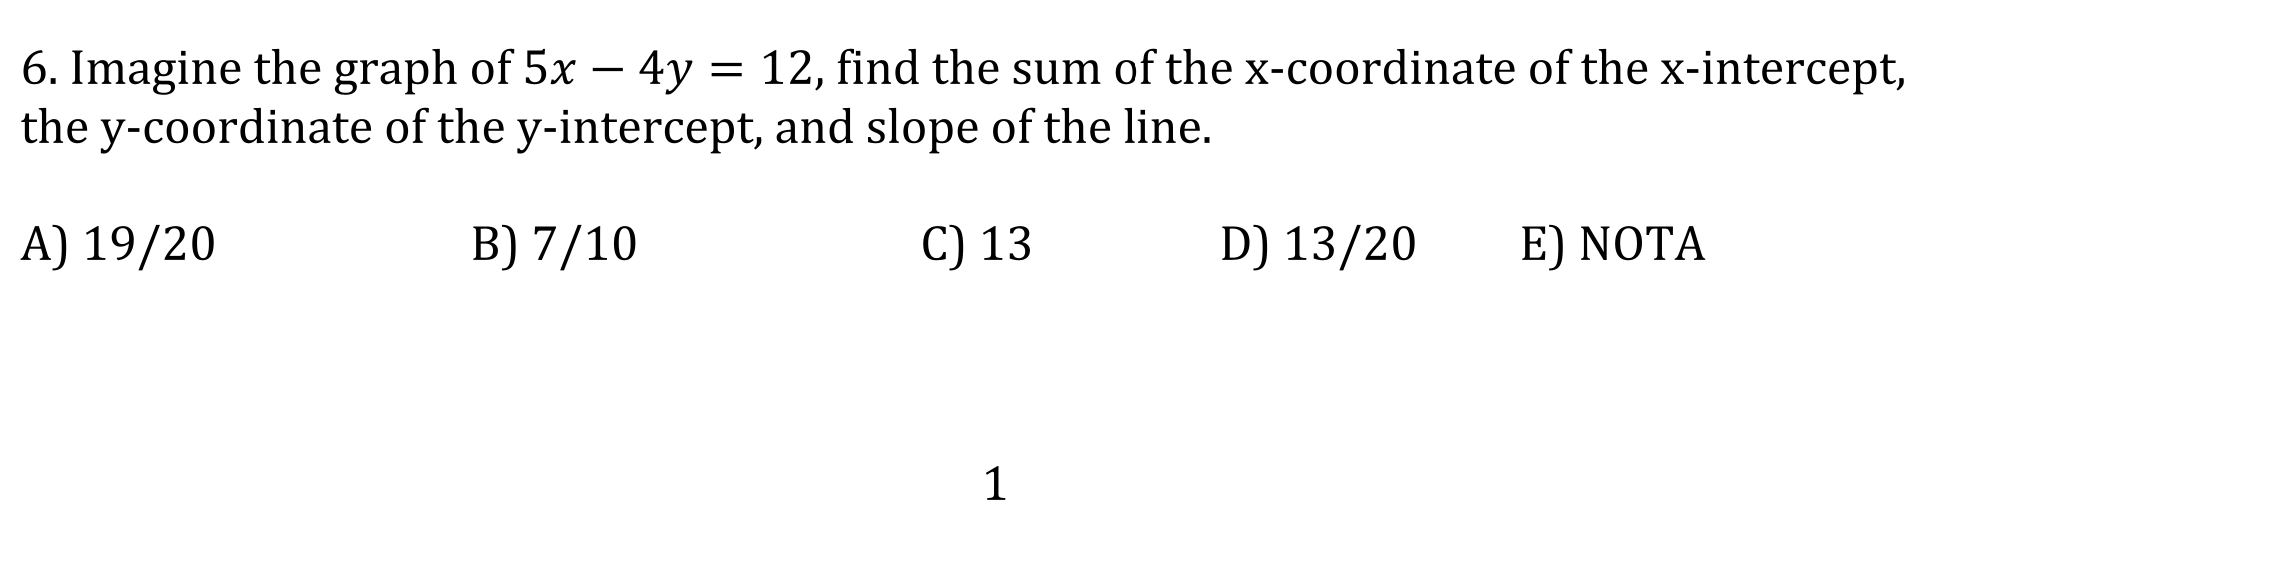 6. Imagine the graph of 5x − 4y = 12, find the sum of the x-coordinate of the x-intercept,
the y-coordinate of the y-intercept, and slope of the line.
A) 19/20 B) 7/10 C) 13 D) 13/20 E) NOTA
1